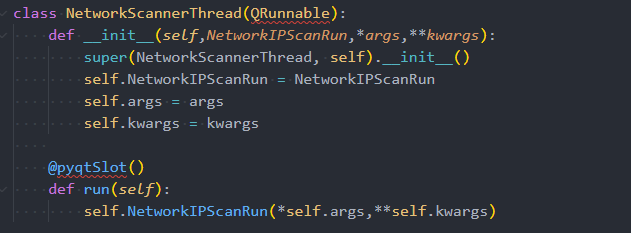 class NetworkScannerThread(QRunnable):
    def __init__(self,NetworkIPScanRun,*args,**kwargs):
        super(NetworkScannerThread, self).__init__()
        self.NetworkIPScanRun = NetworkIPScanRun
        self.args = args
        self.kwargs = kwargs

    @pyqtSlot()
    def run(self):
        self.NetworkIPScanRun(*self.args,**self.kwargs)